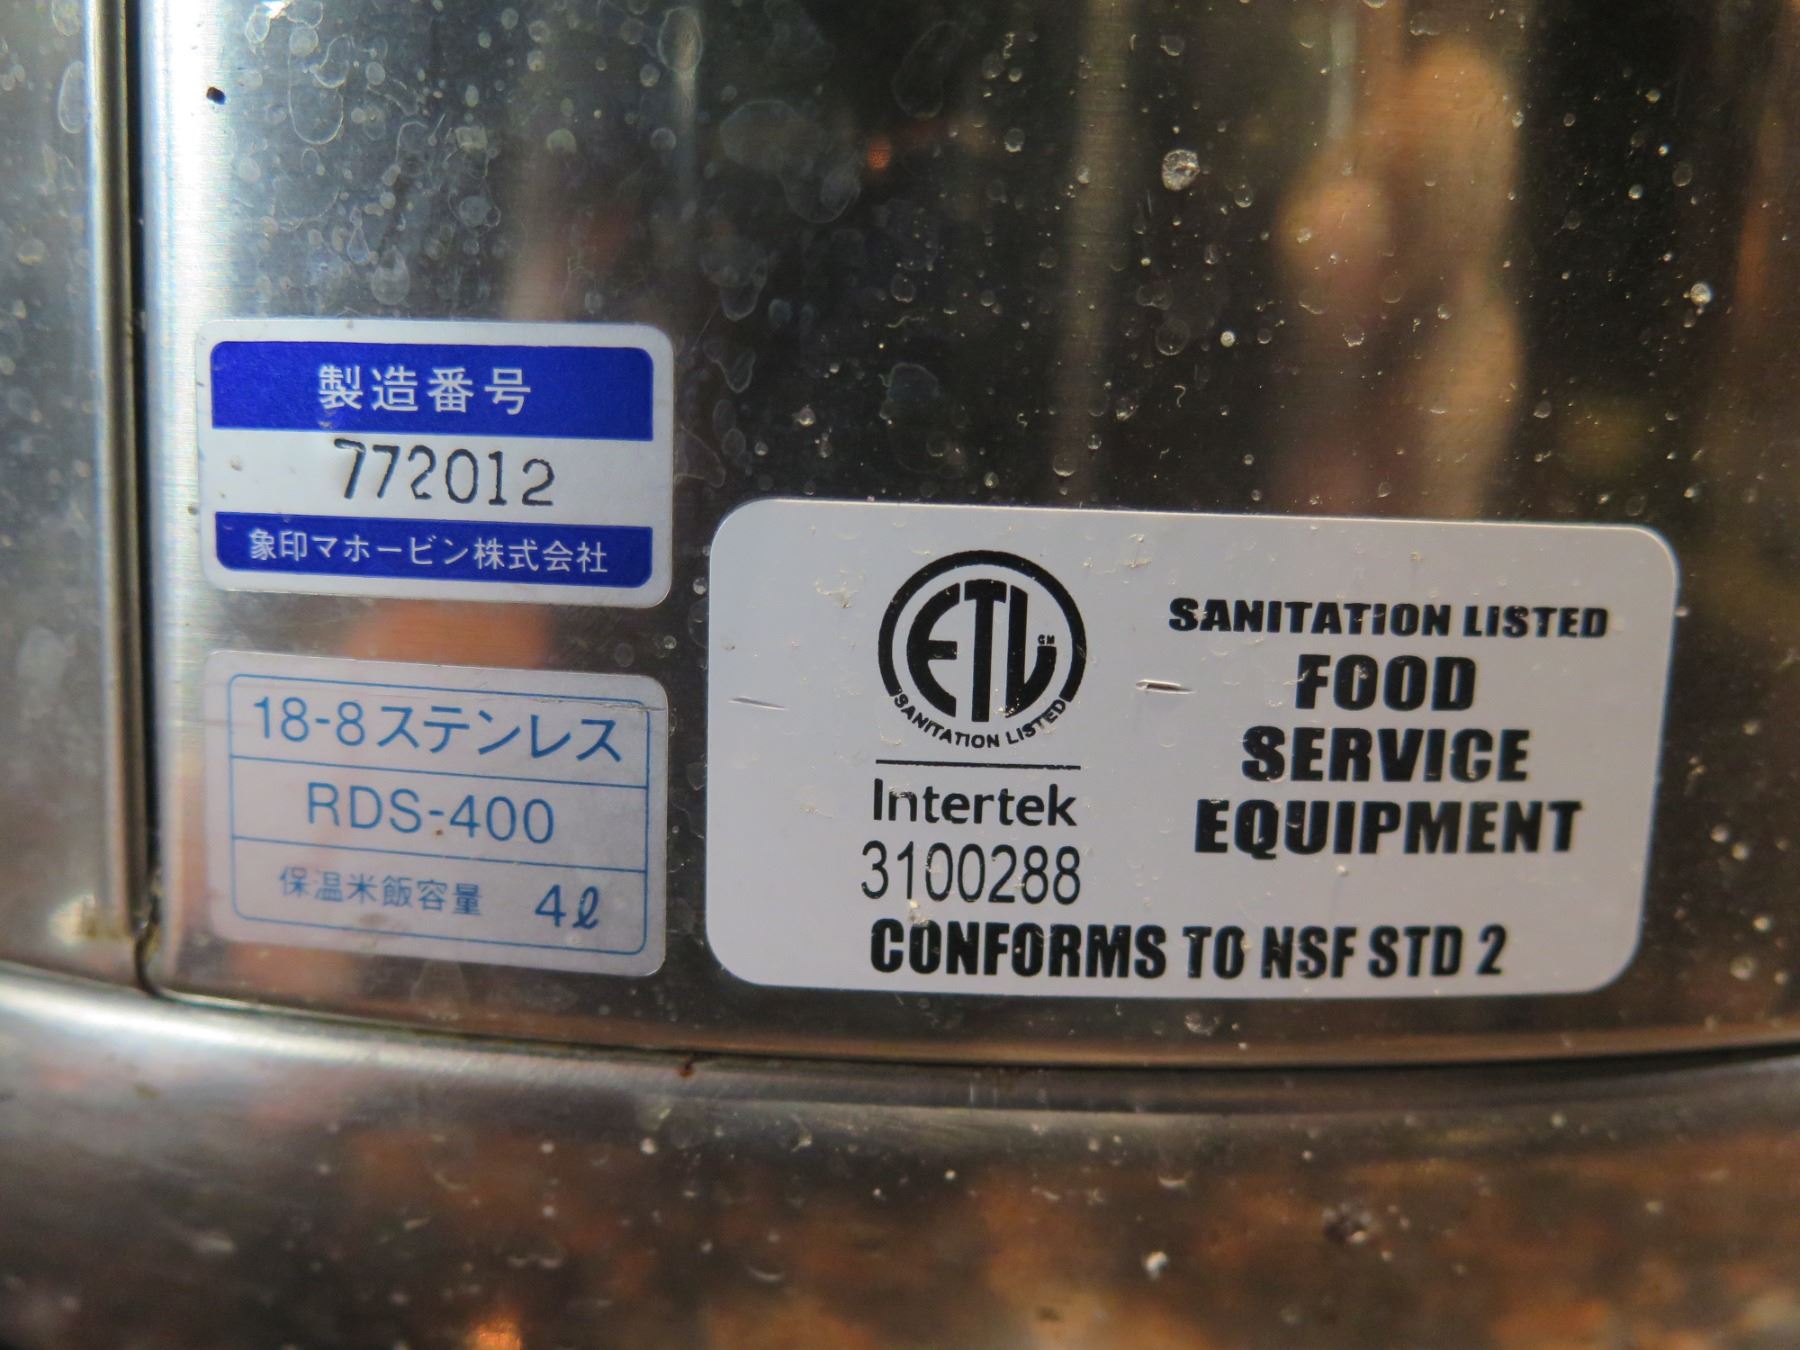 製造番号
772012
象印マホービン株式会社
18-8ステンレス
RDS-400
保温米飯容量 4ℓ
ETL
CM
SANITATION LISTED
Intertek
3100288
SANITATION LISTED
FOOD
SERVICE
EQUIPMENT
CONFORMS TO NSF STD 2